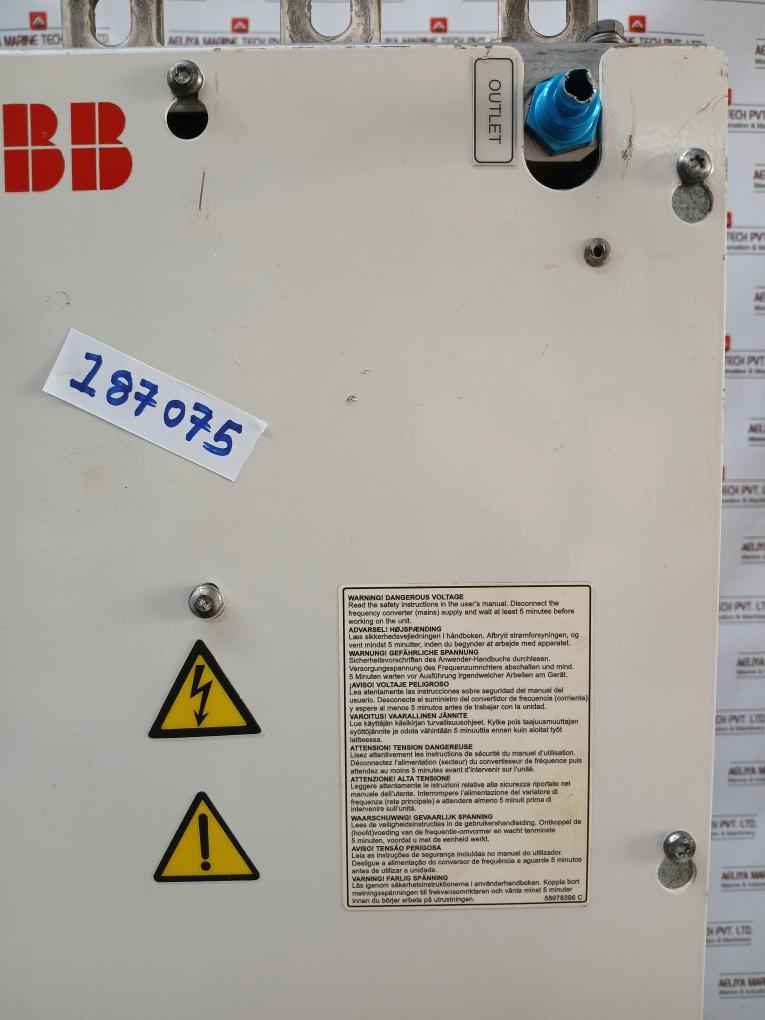 AELIYA MARINE TECH PVT
BB
OUTLET
187075
WARNING! DANGEROUS VOLTAGE
Read the safety instructions in the user's manual. Disconnect the
frequency converter (mains) supply and wait at least 5 minutes before
working on the unit.
ADVARSEL! HØJSPÆNDING
Læs sikkerhedsvejledningen i håndboken. Afbryd strømforsyningen, og
vent mindst 5 minutter, inden du begynder at arbejde med apparatet.
WARNUNG! GEFÄHRLICHE SPANNUNG
Sicherheitsvorschriften des Anwender-Handbuchs durchlesen.
Versorgungsspannung des Frequenzumrichters abschalten und mind.
5 Minuten warten vor Ausführung irgendwelcher Arbeiten am Gerät.
¡AVISO! VOLTAJE PELIGROSO
Lea atentamente las instrucciones sobre seguridad del manual del
usuario. Desconecte el suministro del convertidor de frecuencia (corriente)
y espere al menos 5 minutos antes de trabajar con la unidad.
VAROITUS! VAARALLINEN JÄNNITE
Lue käyttäjän käsikirjan turvallisuusohjeet. Kytke pois taajuusmuuttajan
syöttöjännite ja odota vähintään 5 minuuttia ennen kuin aloitat työt
laitteessa.
ATTENSION! TENSION DANGEREUSE
Lisez attentivement les instructions de sécurité du manuel d'utilisation.
Déconnectez l'alimentation (secteur) du convertisseur de fréquence puis
attendez au moins 5 minutes avant d'intervenir sur l'unité.
ATTENZIONE! ALTA TENSIONE
Leggere attentamente le istruzioni relative alla sicurezza riportate nel
manuale dell'utente. Interrompere l'alimentazione del variatore di
frequenza (rete principale) e attendere almeno 5 minuti prima di
intervenire sull'unità.
WAARSCHUWING! GEVAARLIJK SPANNING
Lees de veiligheidsinstructies in de gebruikershandleiding. Ontkoppel de
(hoofd)voeding van de frequentie-omvormer en wacht tenminste
5 minuten, voordat u met de eenheid werkt.
AVISO! TENSÃO PERIGOSA
Leia as instruções de segurança incluidas no manual do utilizador.
Desligue a alimentação do conversor de frequência e aguarde 5 minutos
antes de utilizar a unidade.
VARNING! FARLIG SPÄNNING
Läs igenom säkerhetsinstruktionerna i användarhandboken. Koppla bort
matningsspänningen till frekvensomriktaren och vänta minst 5 minuter
innan du börjer arbeta på utrustningen.
58978396 C